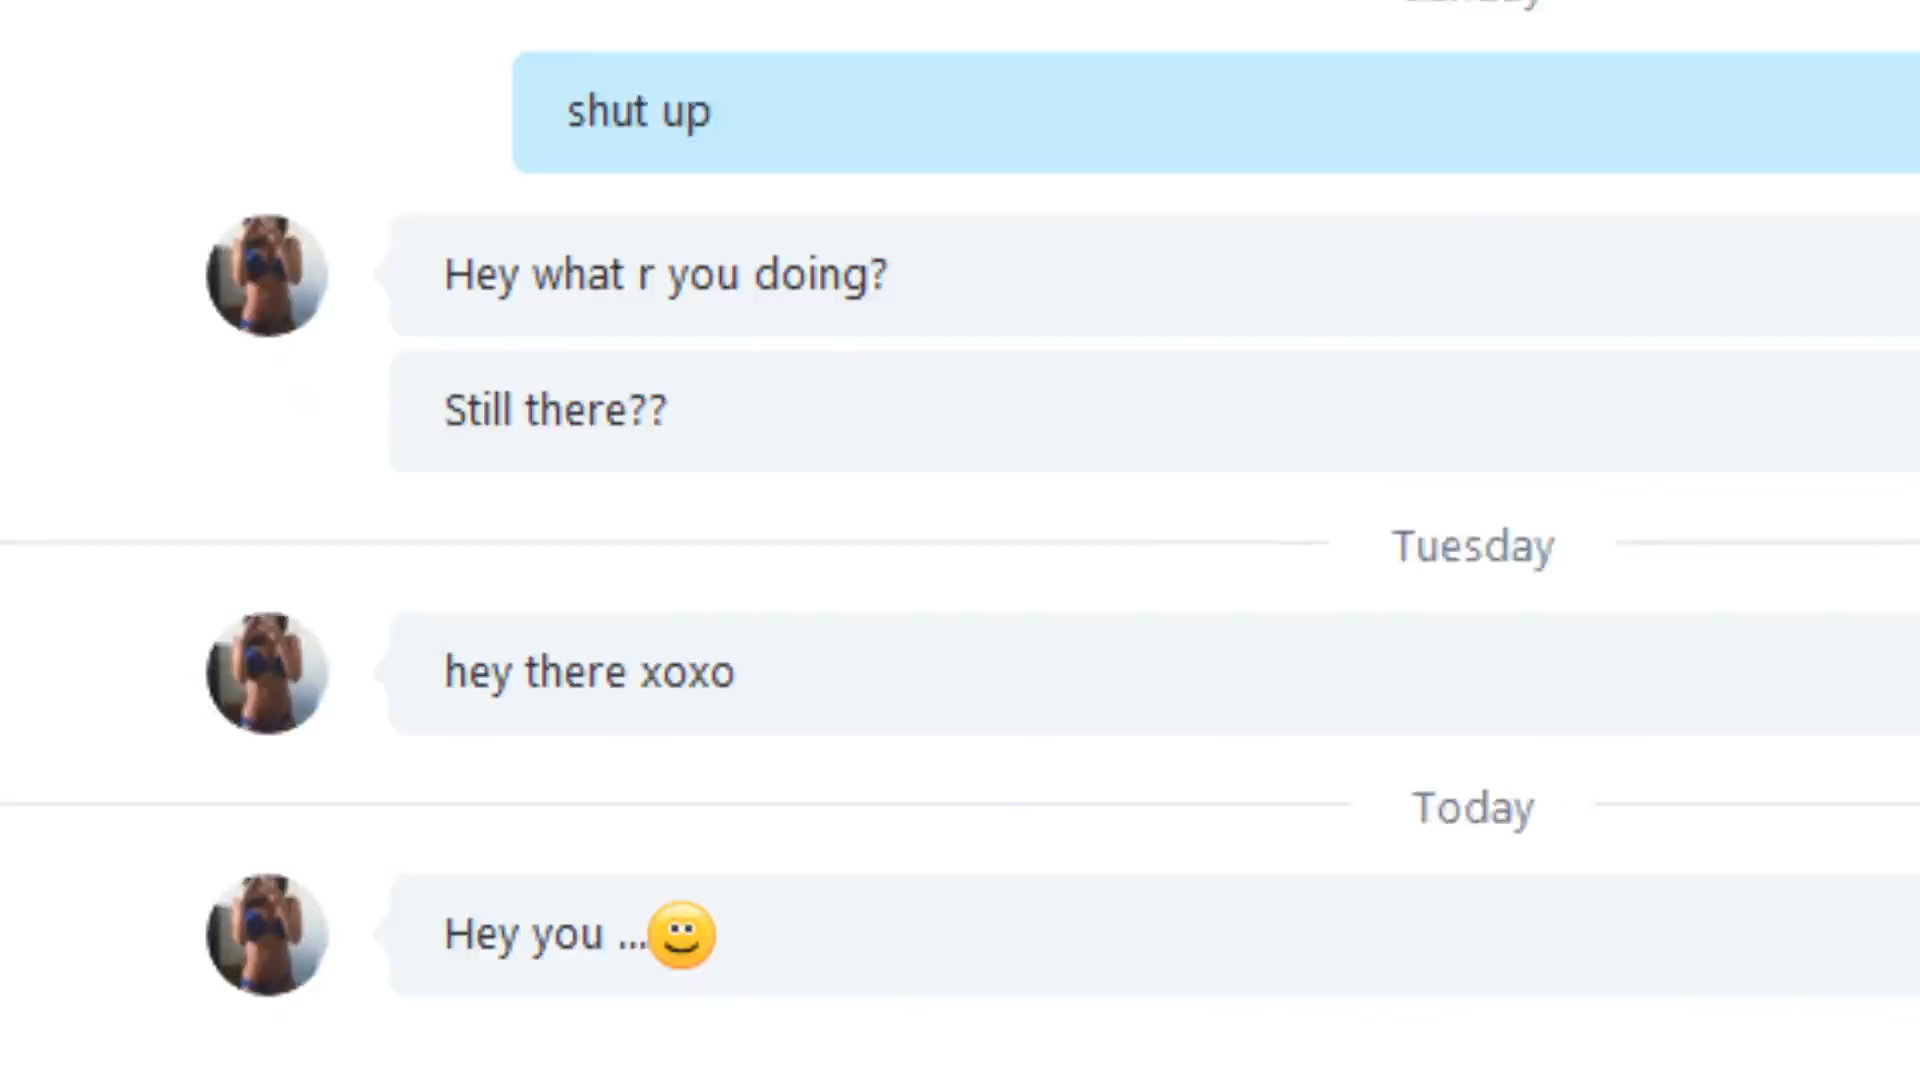 shut up
Hey what r you doing?
Still there??
Tuesday
hey there xoxo
Today
Hey you ...